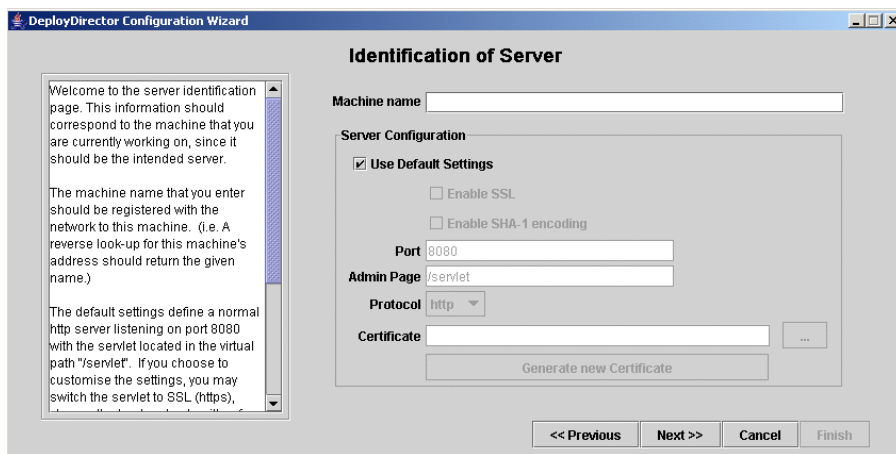 DeployDirector Configuration Wizard
Identification of Server
Welcome to the server identification
page. This information should
correspond to the machine that you
are currently working on, since it
should be the intended server.
The machine name that you enter
should be registered with the
network to this machine. (i.e. A
reverse look-up for this machine's
address should return the given
name.)
The default settings define a normal
http server listening on port 8080
with the servlet located in the virtual
path "/servlet". If you choose to
customise the settings, you may
switch the servlet to SSL (https),
Machine name
Server Configuration
Use Default Settings
Enable SSL
Enable SHA-1 encoding
Port 8080
Admin Page /servlet
Protocol http
Certificate ...
Generate new Certificate
<< Previous Next >> Cancel Finish